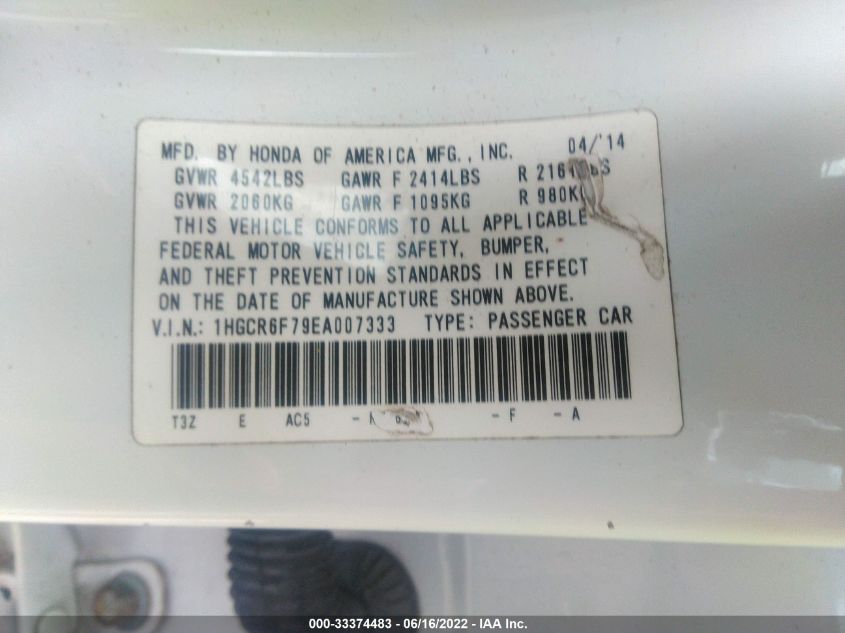 MFD. BY HONDA OF AMERICA MFG., INC. 04/'14
GVWR 4542LBS GAWR F 2414LBS R
GVWR 2060KG GAWR F 1095KG R 980KG
THIS VEHICLE CONFORMS TO ALL APPLICABLE
FEDERAL MOTOR VEHICLE SAFETY, BUMPER,
AND THEFT PREVENTION STANDARDS IN EFFECT
ON THE DATE OF MANUFACTURE SHOWN ABOVE.
V.I.N.: 1HGCR6F79EA007333 TYPE: PASSENGER CAR
T3Z E AC5 - -F -A
000-33374483 - 06/16/2022 - IAA Inc.